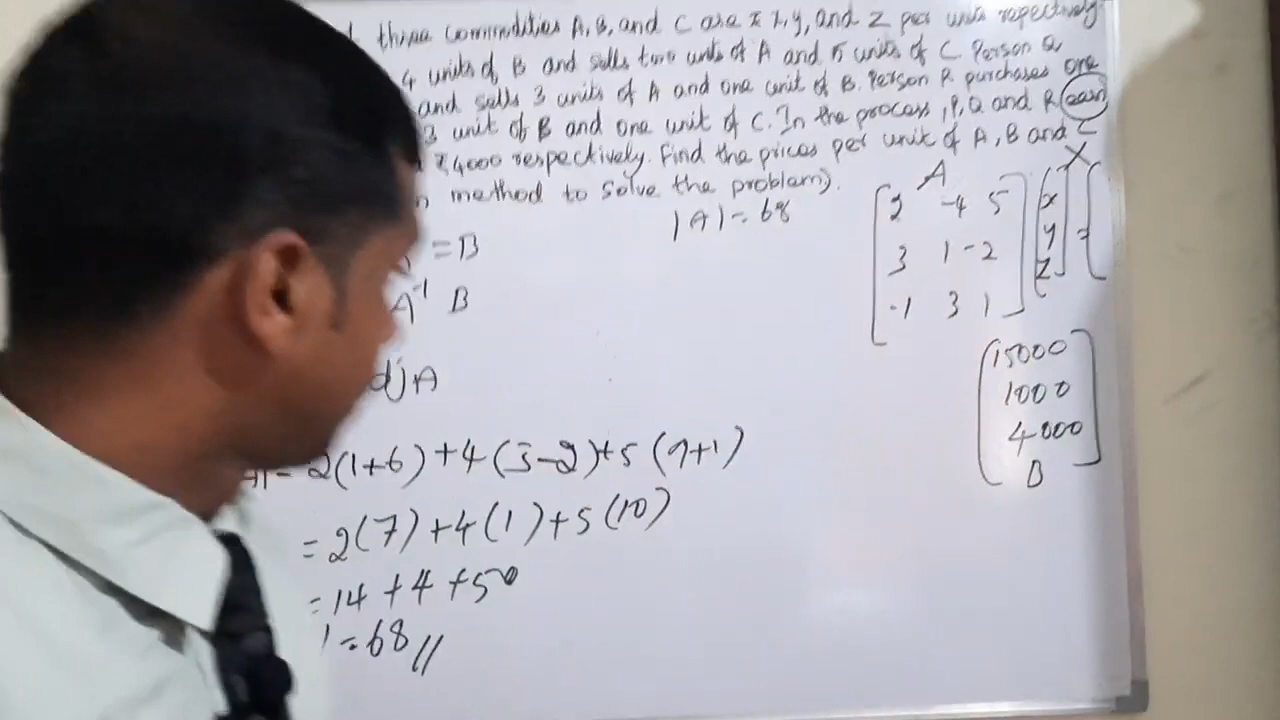 three commodities A, B, and C are ₹ x, y, and z per units repectively
4 units of B and sells two units of A and 5 units of C. Person Q
and sells 3 units of A and one unit of B. Person R purchases one
3 unit of B and one unit of C. In the process, P, Q and R earn
₹4000 respectively. Find the prices per unit of A, B and C
method to solve the problem).
|A| = 68
A X
2 -4 5 x
3 1 -2 y =
-1 3 1 z
= B
A⁻¹ B
dj A
15000
1000
4000
B
2(1+6) +4 (3-2)+5 (9+1)
= 2(7) +4 (1) +5 (10)
= 14 +4 +50
= 68 //